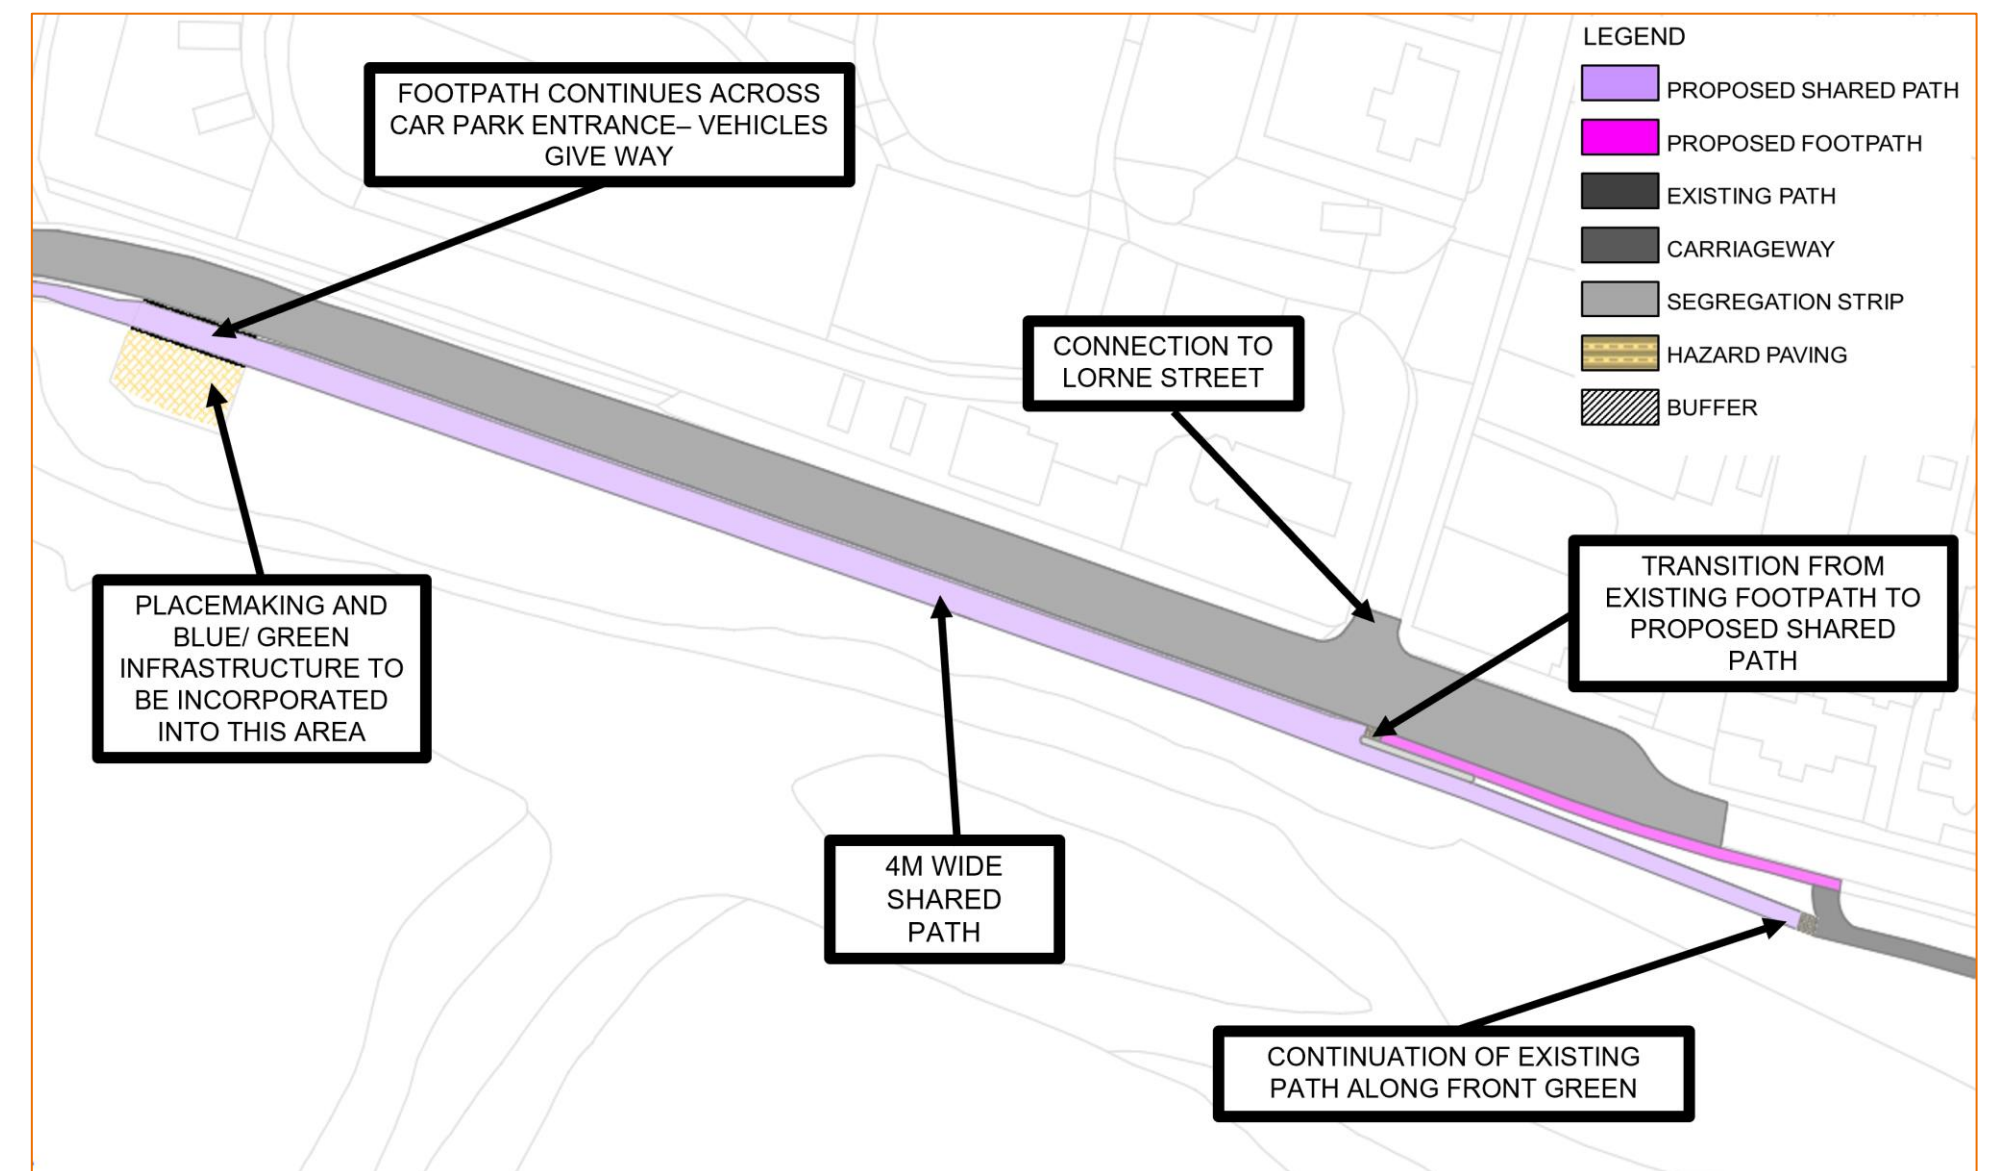 LEGEND
PROPOSED SHARED PATH
PROPOSED FOOTPATH
EXISTING PATH
CARRIAGEWAY
SEGREGATION STRIP
HAZARD PAVING
BUFFER
FOOTPATH CONTINUES ACROSS
CAR PARK ENTRANCE– VEHICLES
GIVE WAY
CONNECTION TO
LORNE STREET
TRANSITION FROM
EXISTING FOOTPATH TO
PROPOSED SHARED
PATH
PLACEMAKING AND
BLUE/ GREEN
INFRASTRUCTURE TO
BE INCORPORATED
INTO THIS AREA
4M WIDE
SHARED
PATH
CONTINUATION OF EXISTING
PATH ALONG FRONT GREEN